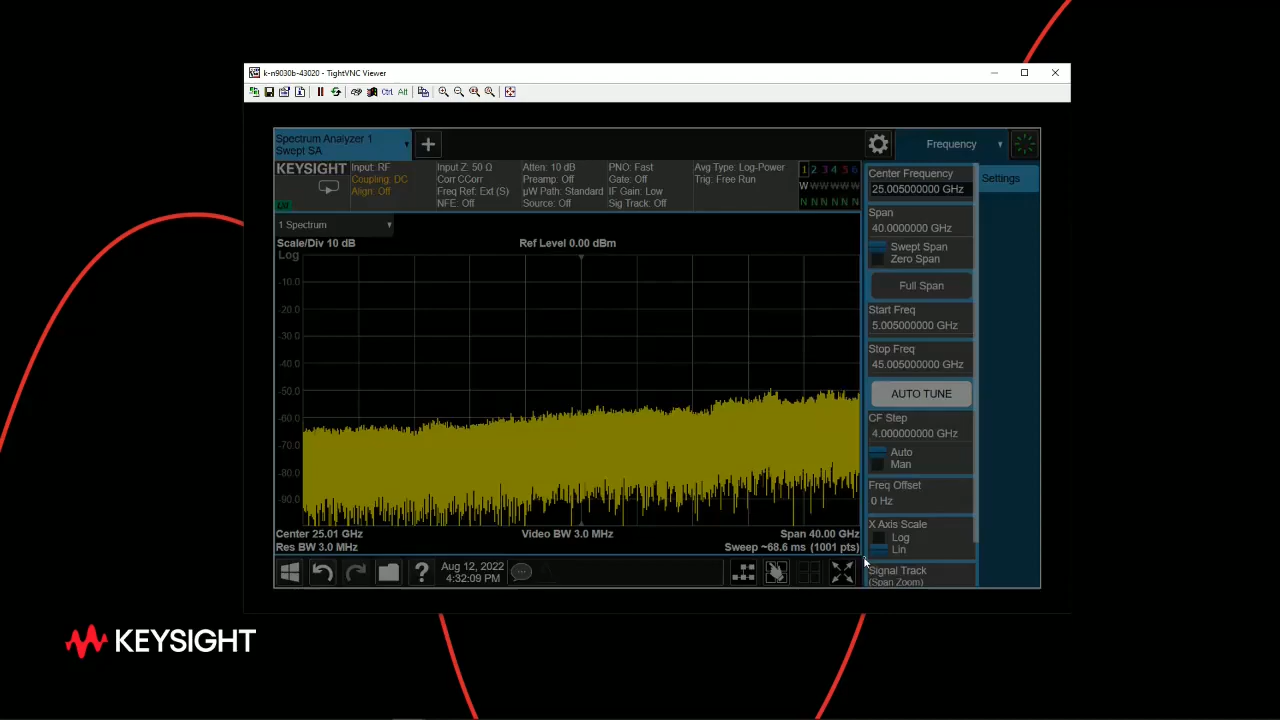 k-n9030b-43020 - TightVNC Viewer
Ctrl Alt
Spectrum Analyzer 1
Swept SA
Frequency
KEYSIGHT
Input: RF
Coupling: DC
Align: Off
Input Z: 50 Ω
Corr CCorr
Freq Ref: Ext (S)
NFE: Off
Atten: 10 dB
Preamp: Off
µW Path: Standard
Source: Off
PNO: Fast
Gate: Off
IF Gain: Low
Sig Track: Off
Avg Type: Log-Power
Trig: Free Run
1 2 3 4 5 6
W W W W W W
N N N N N N
LXI
1 Spectrum
Scale/Div 10 dB
Ref Level 0.00 dBm
Log
-10.0
-20.0
-30.0
-40.0
-50.0
-60.0
-70.0
-80.0
-90.0
Center 25.01 GHz
Video BW 3.0 MHz
Span 40.00 GHz
Res BW 3.0 MHz
Sweep ~68.6 ms (1001 pts)
Aug 12, 2022
4:32:09 PM
Center Frequency
25.005000000 GHz
Settings
Span
40.0000000 GHz
Swept Span
Zero Span
Full Span
Start Freq
5.005000000 GHz
Stop Freq
45.005000000 GHz
AUTO TUNE
CF Step
4.000000000 GHz
Auto
Man
Freq Offset
0 Hz
X Axis Scale
Log
Lin
Signal Track
(Span Zoom)
KEYSIGHT